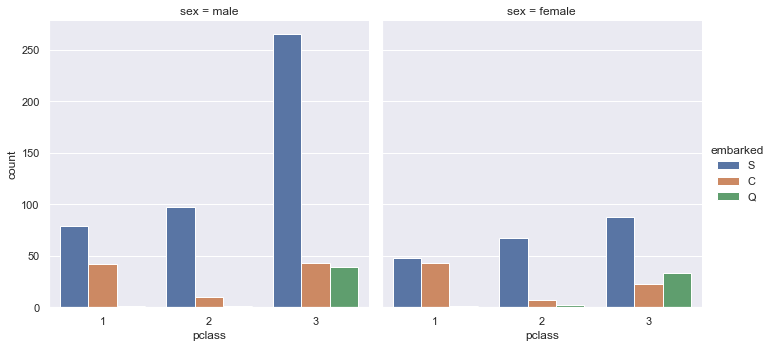 sex = male
sex = female
250
200
150
100
50
0
count
1 2 3
pclass
1 2 3
pclass
embarked
S
C
Q